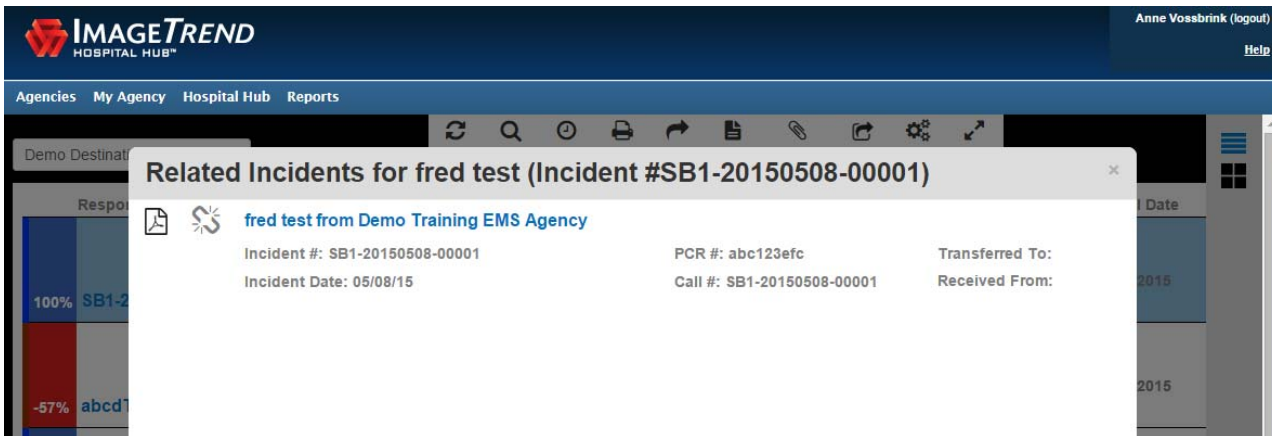 Anne Vossbrink (logout)
IMAGETREND
HOSPITAL HUB™
Help
Agencies My Agency Hospital Hub Reports
Demo Destinat
Related Incidents for fred test (Incident #SB1-20150508-00001) ×
Respo
l Date
fred test from Demo Training EMS Agency
Incident #: SB1-20150508-00001 PCR #: abc123efc Transferred To:
Incident Date: 05/08/15 Call #: SB1-20150508-00001 Received From:
100% SB1-2 2015
-57% abcd 2015